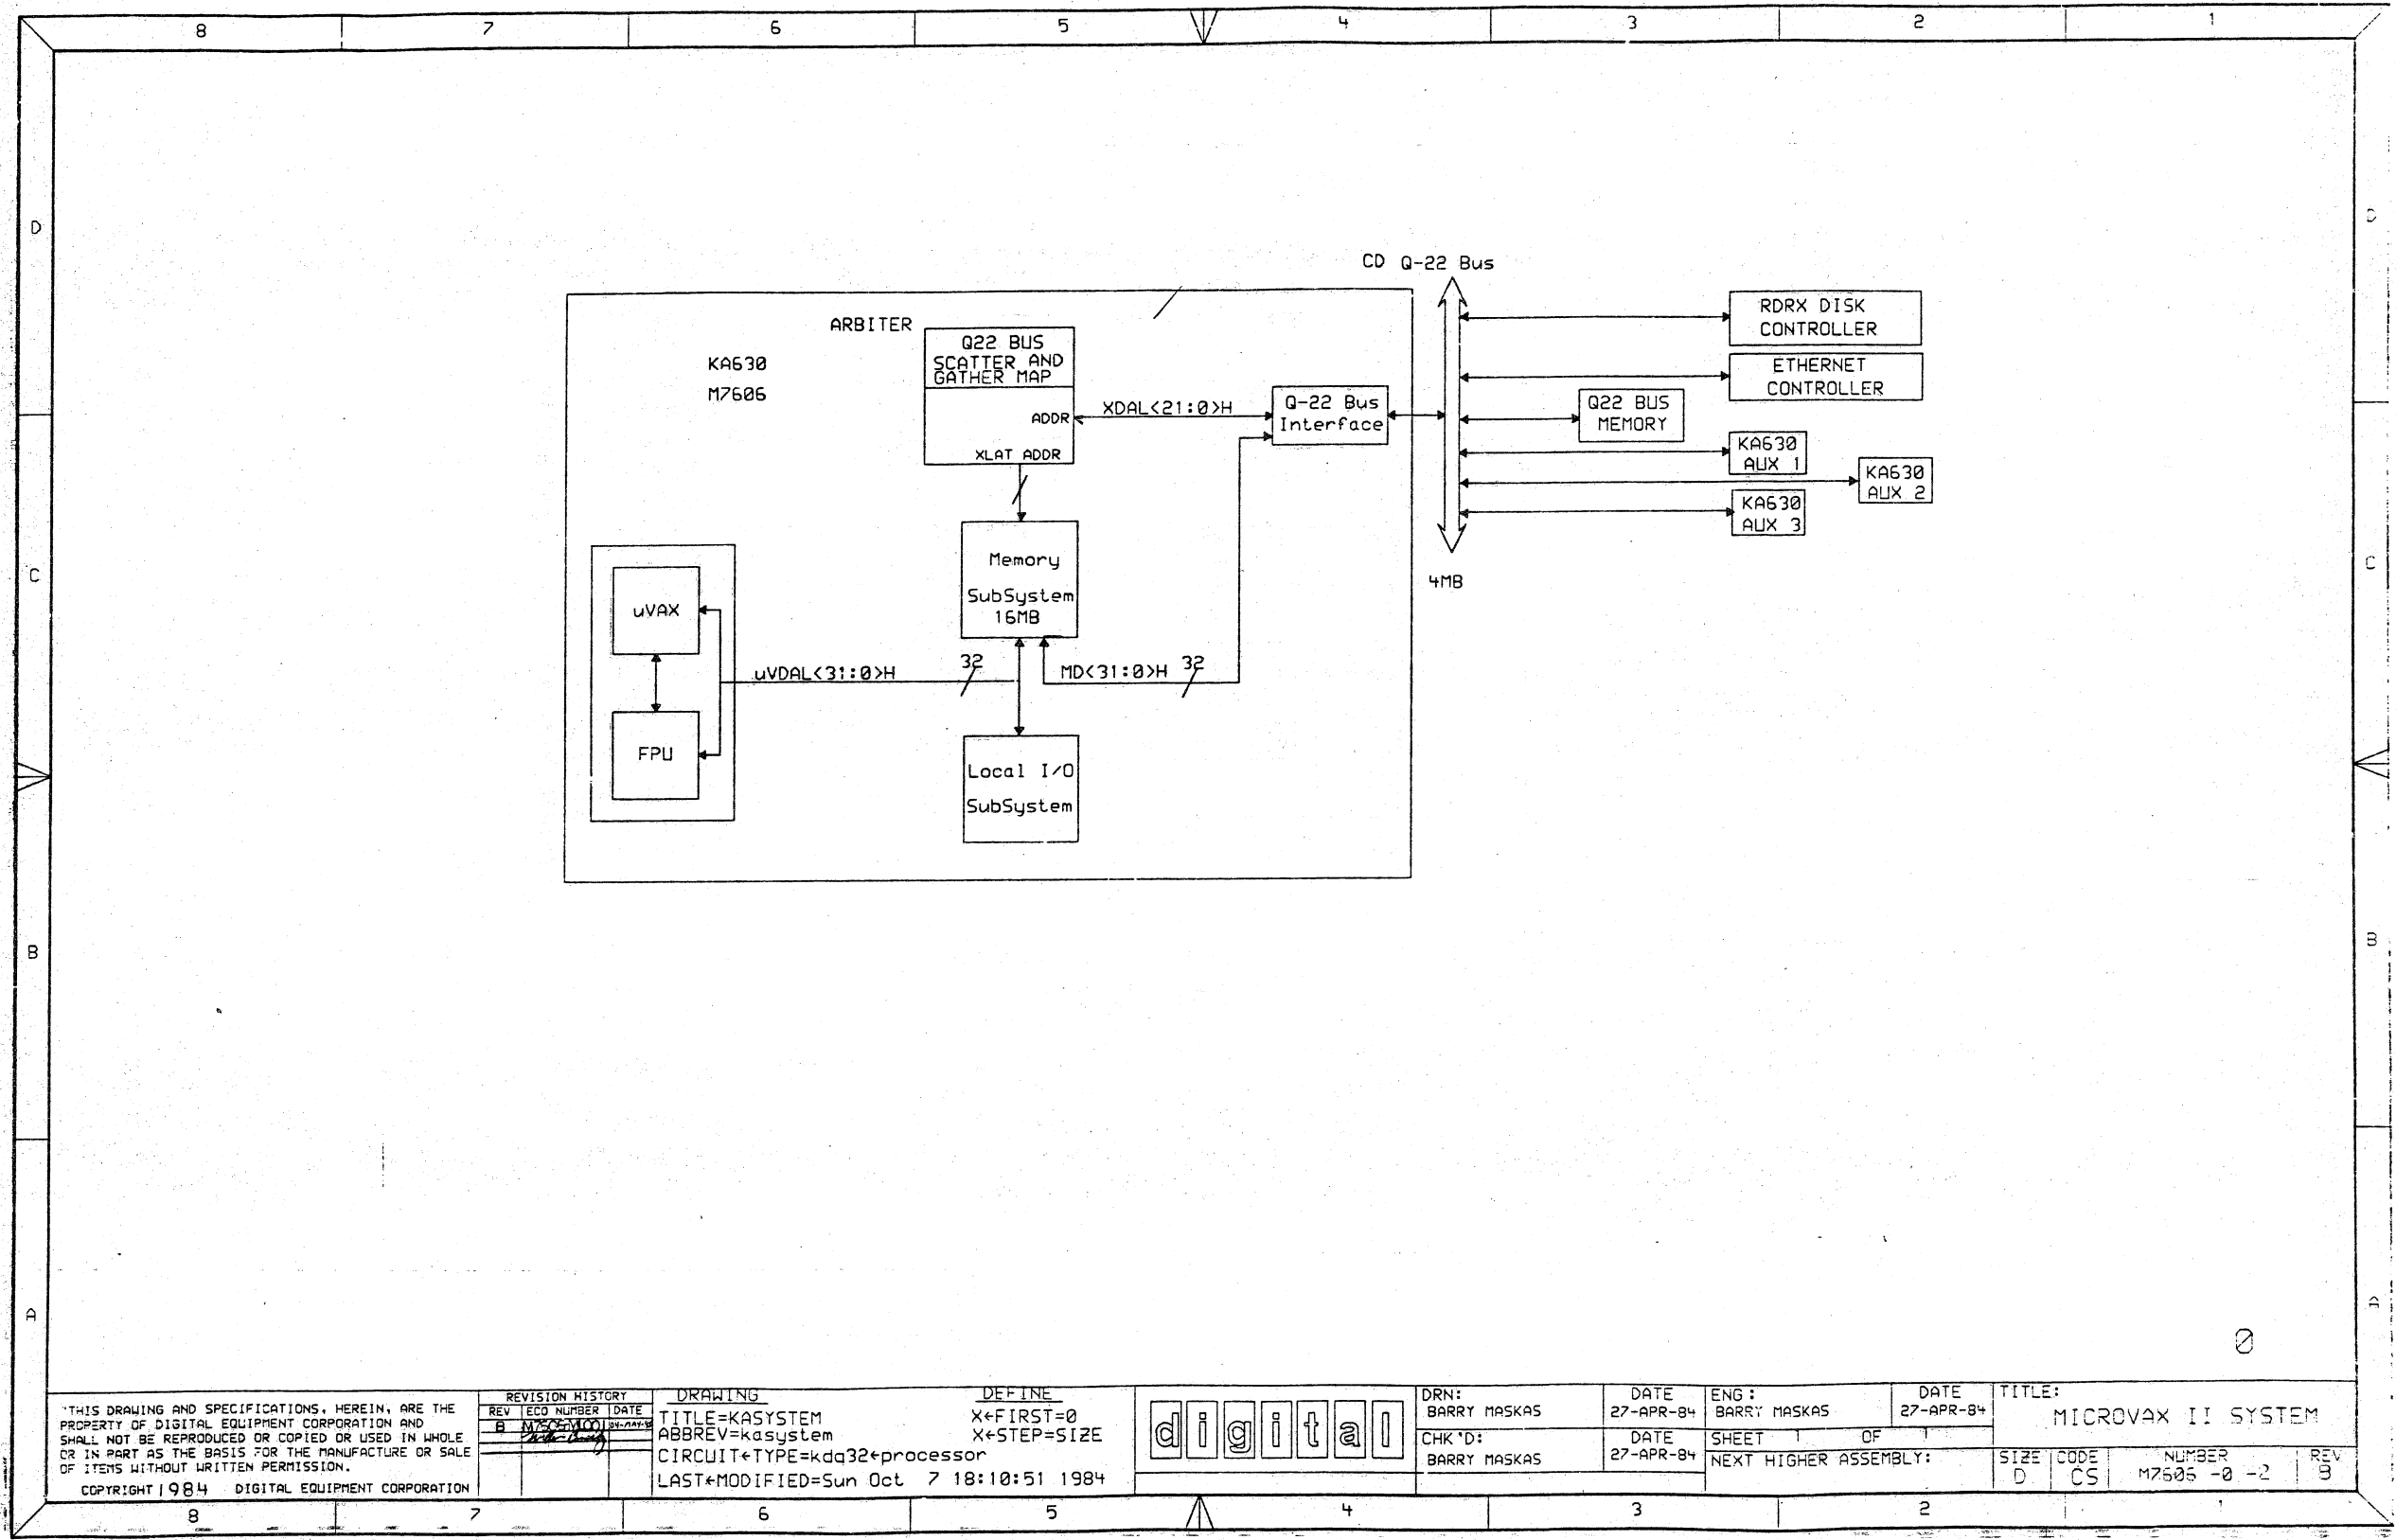 8 7 6 5 4 3 2 1
D
C
B
A
D
C
B
A
CD Q-22 Bus
ARBITER
KA630
M7606
Q22 BUS
SCATTER AND
GATHER MAP
ADDR
XLAT ADDR
XDAL<21:0>H
Q-22 Bus
Interface
RDRX DISK
CONTROLLER
ETHERNET
CONTROLLER
Q22 BUS
MEMORY
KA630
AUX 1
KA630
AUX 2
KA630
AUX 3
4MB
Memory
SubSystem
16MB
uVAX
FPU
uVDAL<31:0>H
32
MD<31:0>H
32
Local I/O
SubSystem
0
"THIS DRAWING AND SPECIFICATIONS, HEREIN, ARE THE
PROPERTY OF DIGITAL EQUIPMENT CORPORATION AND
SHALL NOT BE REPRODUCED OR COPIED OR USED IN WHOLE
OR IN PART AS THE BASIS FOR THE MANUFACTURE OR SALE
OF ITEMS WITHOUT WRITTEN PERMISSION.
COPYRIGHT 1984 DIGITAL EQUIPMENT CORPORATION
REVISION HISTORY
REV ECO NUMBER DATE
B
DRAWING
TITLE=KASYSTEM
ABBREV=kasystem
CIRCUIT←TYPE=kdq32←processor
LAST←MODIFIED=Sun Oct 7 18:10:51 1984
DEFINE
X←FIRST=0
X←STEP=SIZE
digital
DRN:
BARRY MASKAS
DATE
27-APR-84
CHK'D:
BARRY MASKAS
DATE
27-APR-84
ENG:
BARRY MASKAS
DATE
27-APR-84
SHEET 1 OF 1
NEXT HIGHER ASSEMBLY:
TITLE:
MICROVAX II SYSTEM
SIZE
D
CODE
CS
NUMBER
M7606 -0 -2
REV
B
8 7 6 5 4 3 2 1